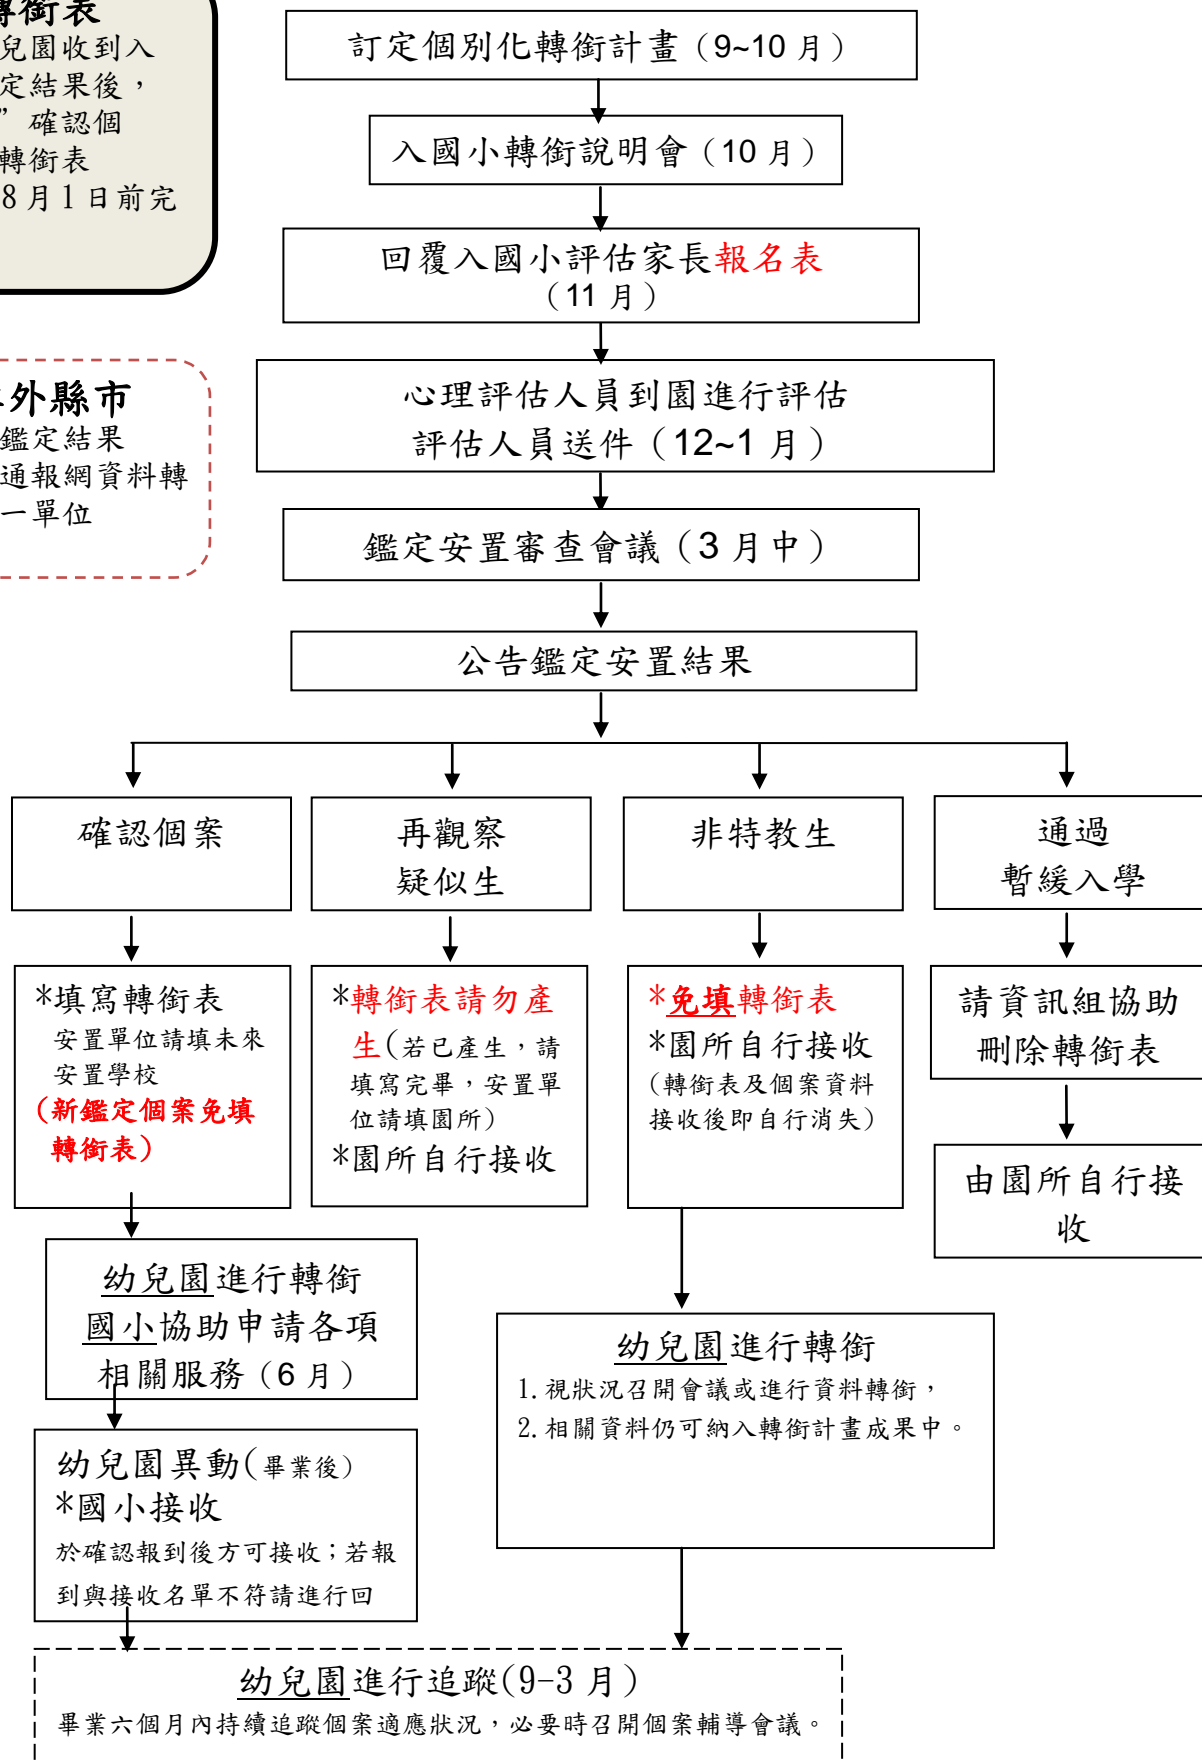 轉銜表
兒園收到入
定結果後，
”確認個
轉銜表
8月1日前完
外縣市
鑑定結果
通報網資料轉
一單位
訂定個別化轉銜計畫（9~10 月）
入國小轉銜說明會（10 月）
回覆入國小評估家長報名表
（11 月）
心理評估人員到園進行評估
評估人員送件（12~1 月）
鑑定安置審查會議（3 月中）
公告鑑定安置結果
確認個案
再觀察
疑似生
非特教生
通過
暫緩入學
*填寫轉銜表
安置單位請填未來
安置學校
(新鑑定個案免填
轉銜表)
*轉銜表請勿產
生(若已產生，請
填寫完畢，安置單
位請填園所)
*園所自行接收
*免填轉銜表
*園所自行接收
(轉銜表及個案資料
接收後即自行消失)
請資訊組協助
刪除轉銜表
由園所自行接
收
幼兒園進行轉銜
國小協助申請各項
相關服務（6 月）
幼兒園進行轉銜
1.視狀況召開會議或進行資料轉銜，
2.相關資料仍可納入轉銜計畫成果中。
幼兒園異動(畢業後)
*國小接收
於確認報到後方可接收；若報
到與接收名單不符請進行回
幼兒園進行追蹤(9-3 月)
畢業六個月內持續追蹤個案適應狀況，必要時召開個案輔導會議。